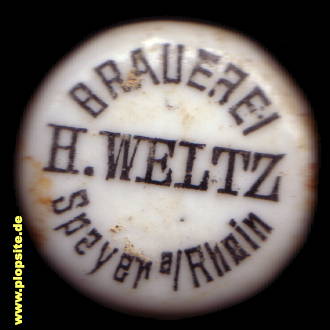 BRAUEREI
H. WELTZ
Speyer a/Rhein
www.plopsite.de